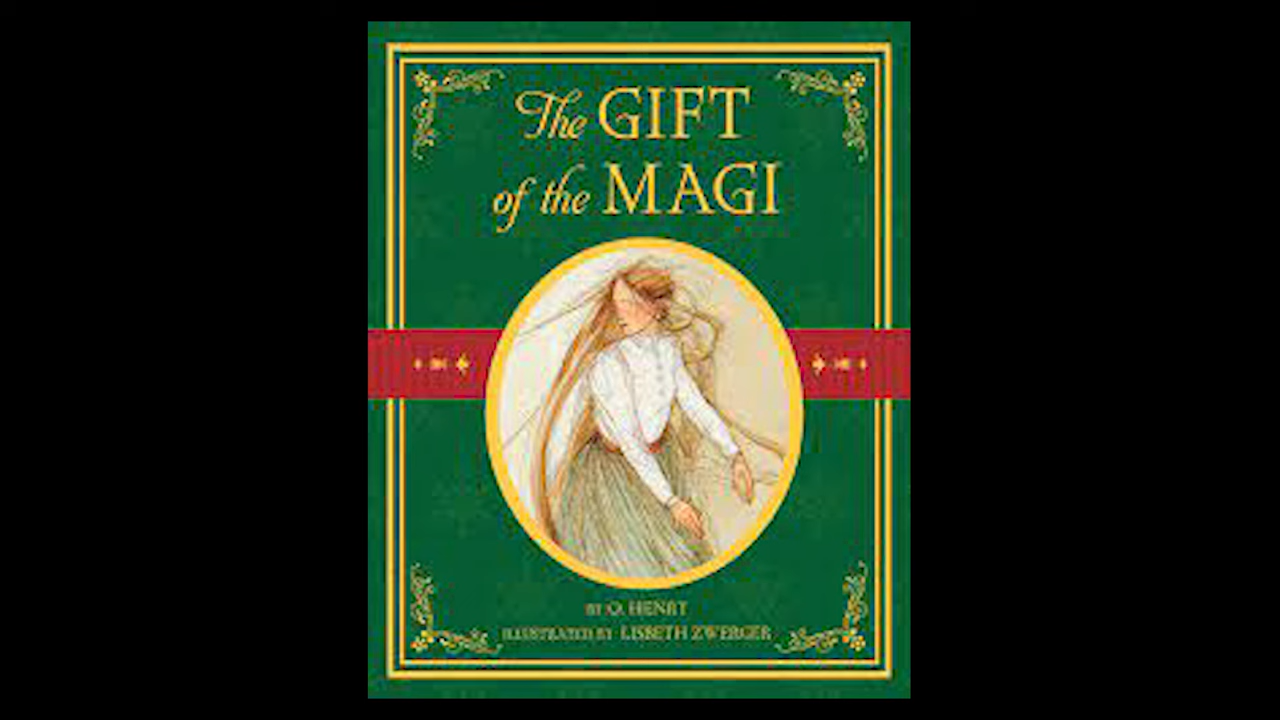 The GIFT
of the MAGI
BY O. HENRY
ILLUSTRATED BY LISBETH ZWERGER